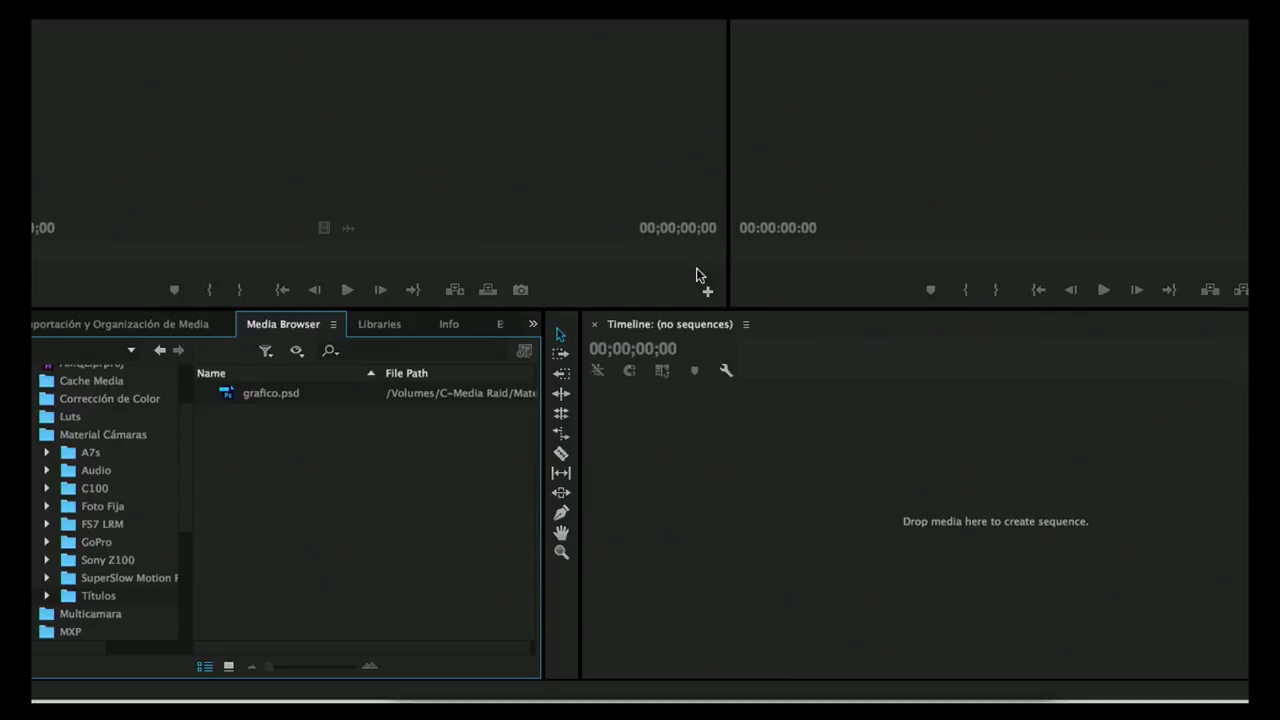 ;00
00;00;00;00
00:00:00:00
portación y Organización de Media
Media Browser
Libraries
Info
E
Timeline: (no sequences)
00;00;00;00
Name
File Path
grafico.psd
/Volumes/C-Media Raid/Mate
Cache Media
Corrección de Color
Luts
Material Cámaras
A7s
Audio
C100
Foto Fija
FS7 LRM
GoPro
Sony Z100
SuperSlow Motion F
Títulos
Multicamara
MXP
Drop media here to create sequence.